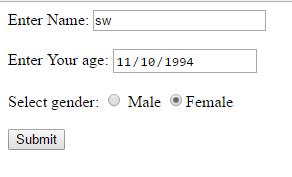 Enter Name: sw
Enter Your age: 11/10/1994
Select gender: Male Female
Submit